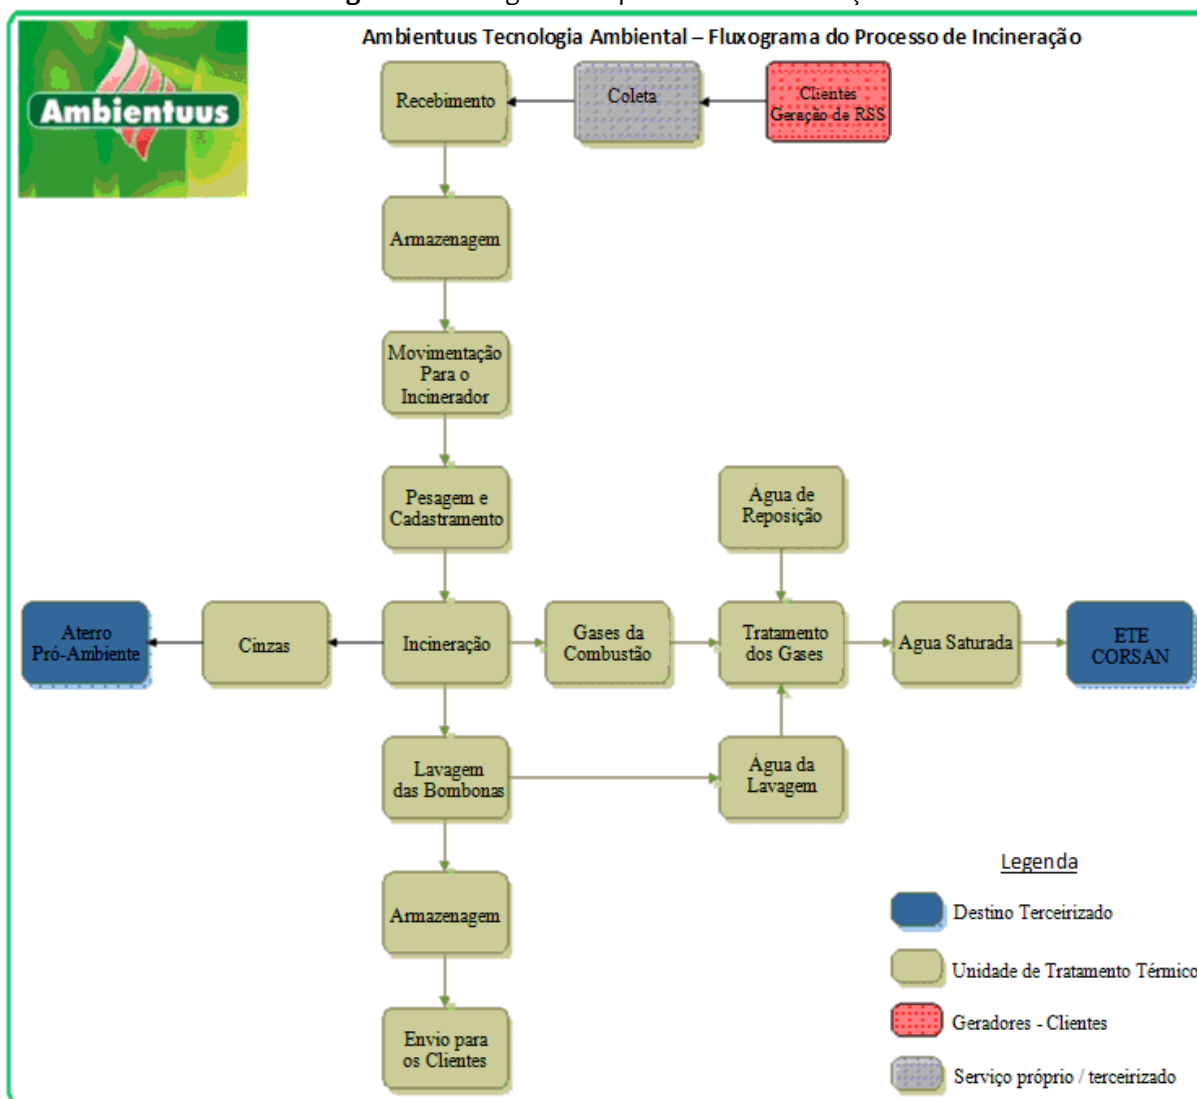 Ambientuus Tecnologia Ambiental – Fluxograma do Processo de Incineração
Ambientuus
Recebimento
Coleta
Clientes
Geração de RSS
Armazenagem
Movimentação
Para o
Incinerador
Pesagem e
Cadastramento
Água de
Reposição
Aterro
Pró-Ambiente
Cinzas
Incineração
Gases da
Combustão
Tratamento
dos Gases
Agua Saturada
ETE
CORSAN
Lavagem
das Bombonas
Água da
Lavagem
Armazenagem
Envio para
os Clientes
Legenda
Destino Terceirizado
Unidade de Tratamento Térmico
Geradores - Clientes
Serviço próprio / terceirizado